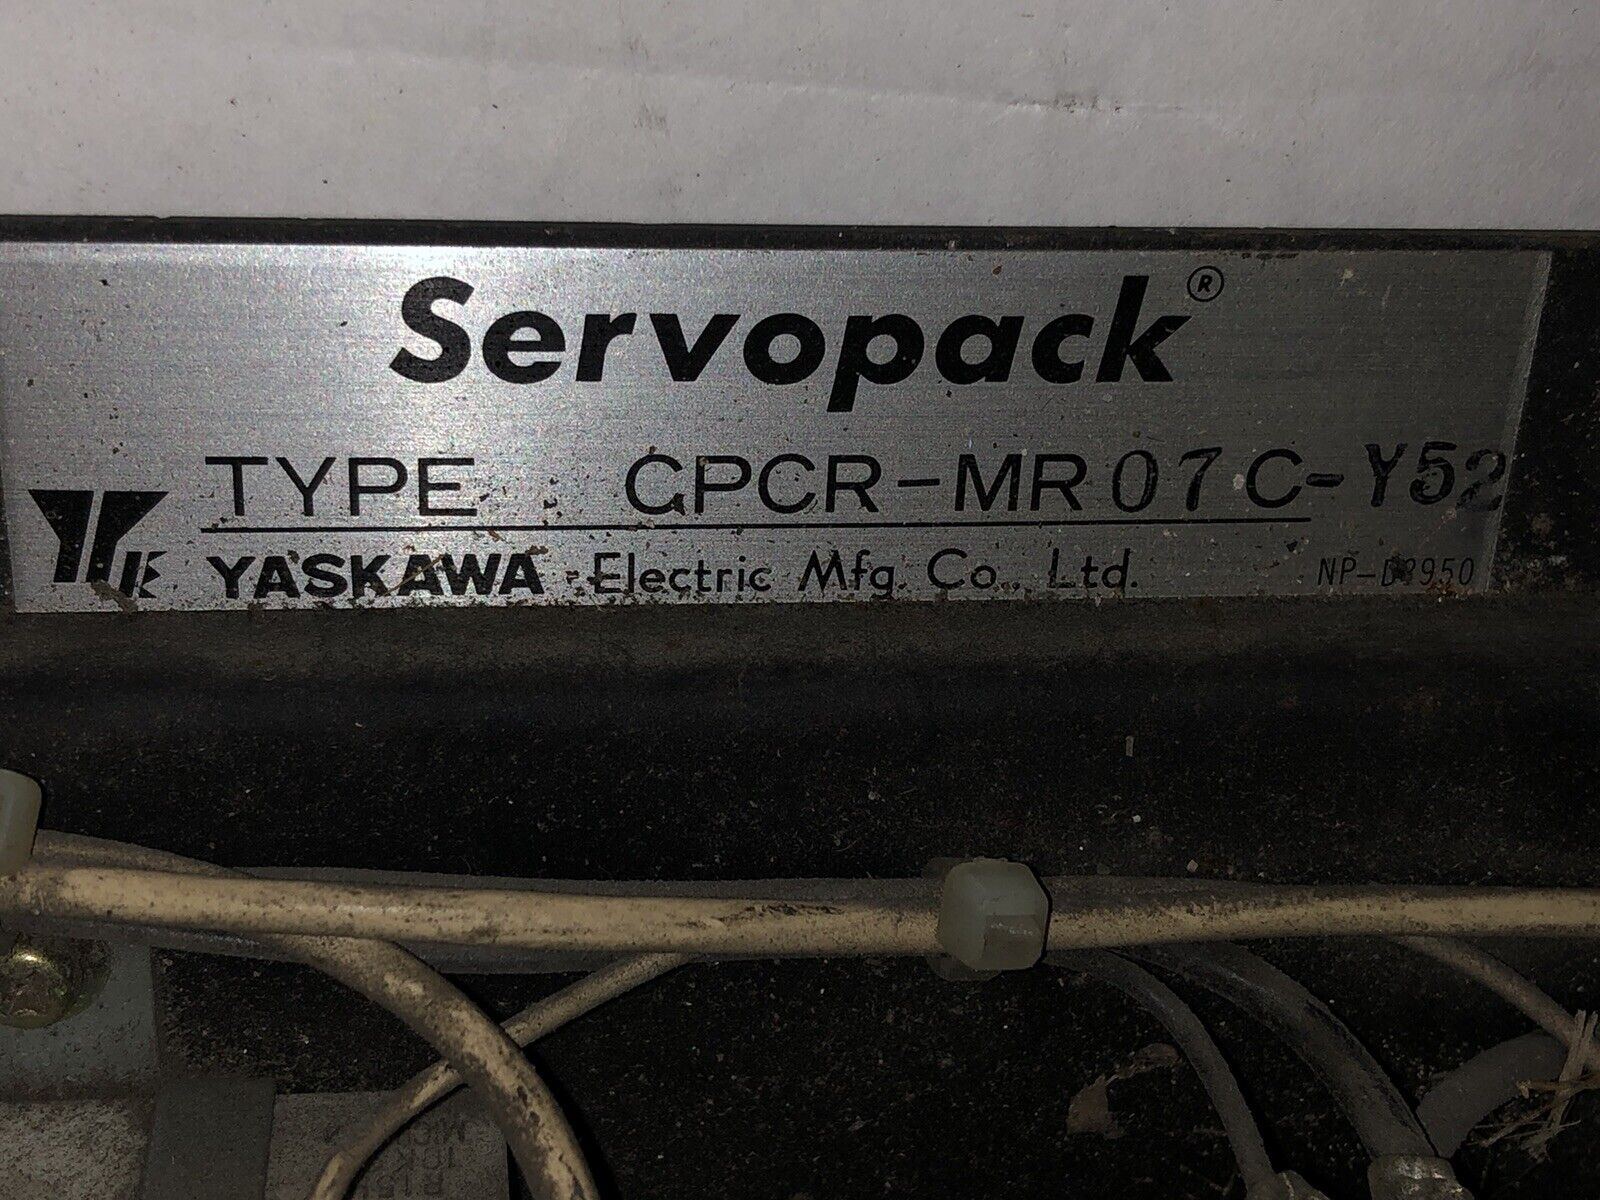 Servopack®
TYPE CPCR-MR07C-Y52
YASKAWA Electric Mfg. Co., Ltd.